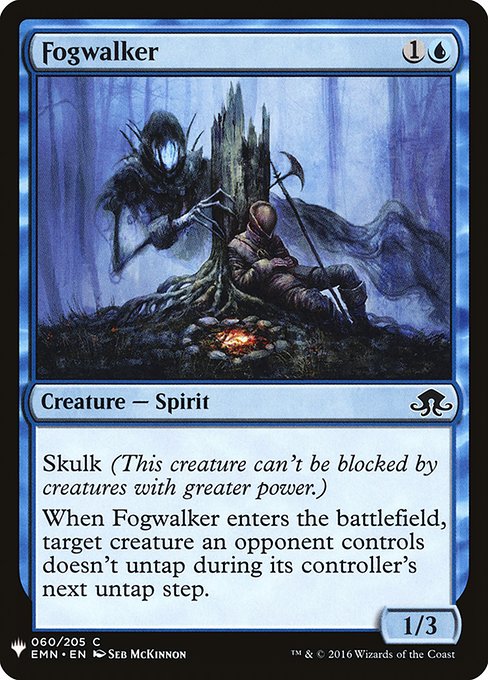 Fogwalker 1
Creature — Spirit
Skulk (This creature can't be blocked by
creatures with greater power.)
When Fogwalker enters the battlefield,
target creature an opponent controls
doesn't untap during its controller's
next untap step.
1/3
060/205 C
EMN • EN Seb McKinnon
™ & © 2016 Wizards of the Coast